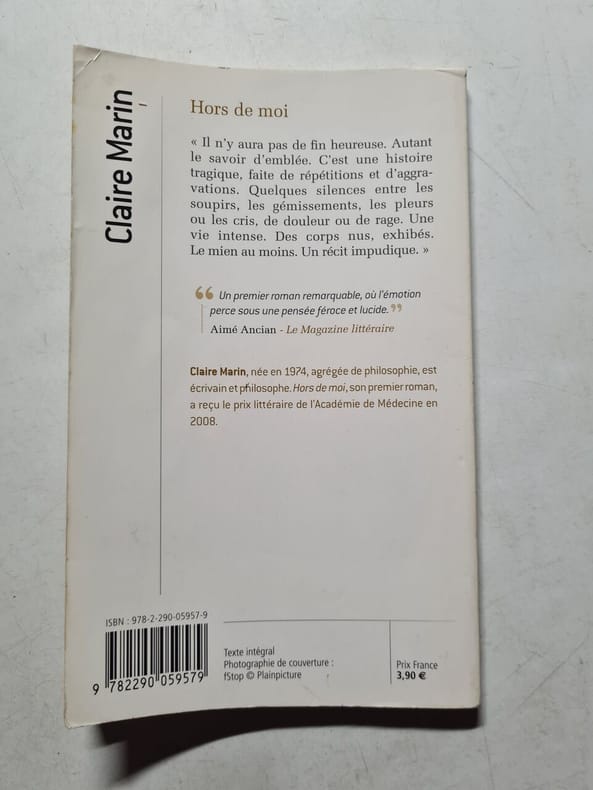 Claire Marin
Hors de moi
« Il n'y aura pas de fin heureuse. Autant
le savoir d'emblée. C'est une histoire
tragique, faite de répétitions et d'aggra-
vations. Quelques silences entre les
soupirs, les gémissements, les pleurs
ou les cris, de douleur ou de rage. Une
vie intense. Des corps nus, exhibés.
Le mien au moins. Un récit impudique. »
“ Un premier roman remarquable, où l'émotion
perce sous une pensée féroce et lucide. ”
Aimé Ancian - Le Magazine littéraire
Claire Marin, née en 1974, agrégée de philosophie, est
écrivain et philosophe. Hors de moi, son premier roman,
a reçu le prix littéraire de l'Académie de Médecine en
2008.
ISBN : 978-2-290-05957-9
9 782290 059579
Texte intégral
Photographie de couverture :
fStop © Plainpicture
Prix France
3,90 €